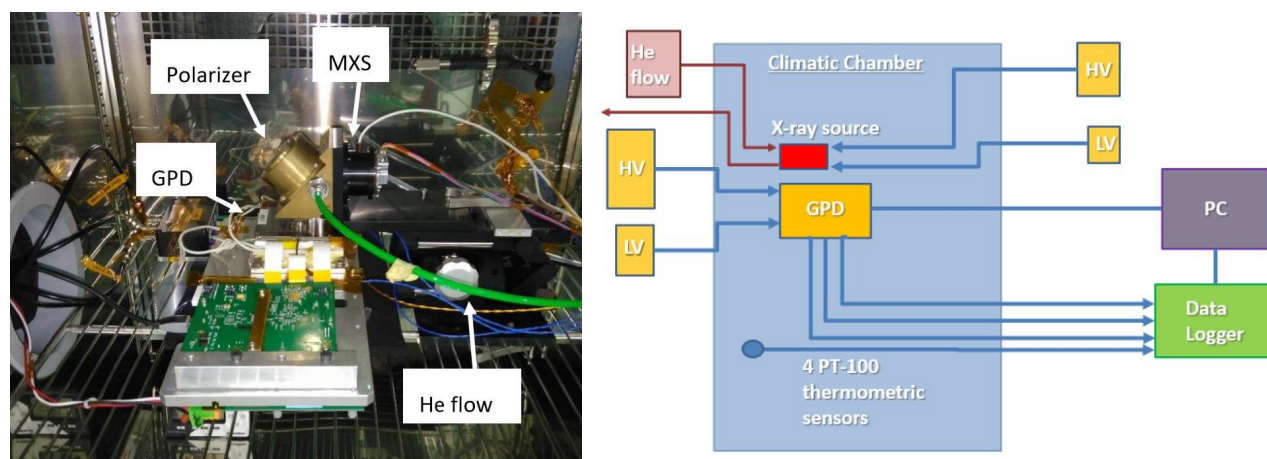 Polarizer
MXS
GPD
He flow
He
flow
Climatic Chamber
HV
X-ray source
LV
HV
GPD
PC
LV
Data
Logger
4 PT-100
thermometric
sensors